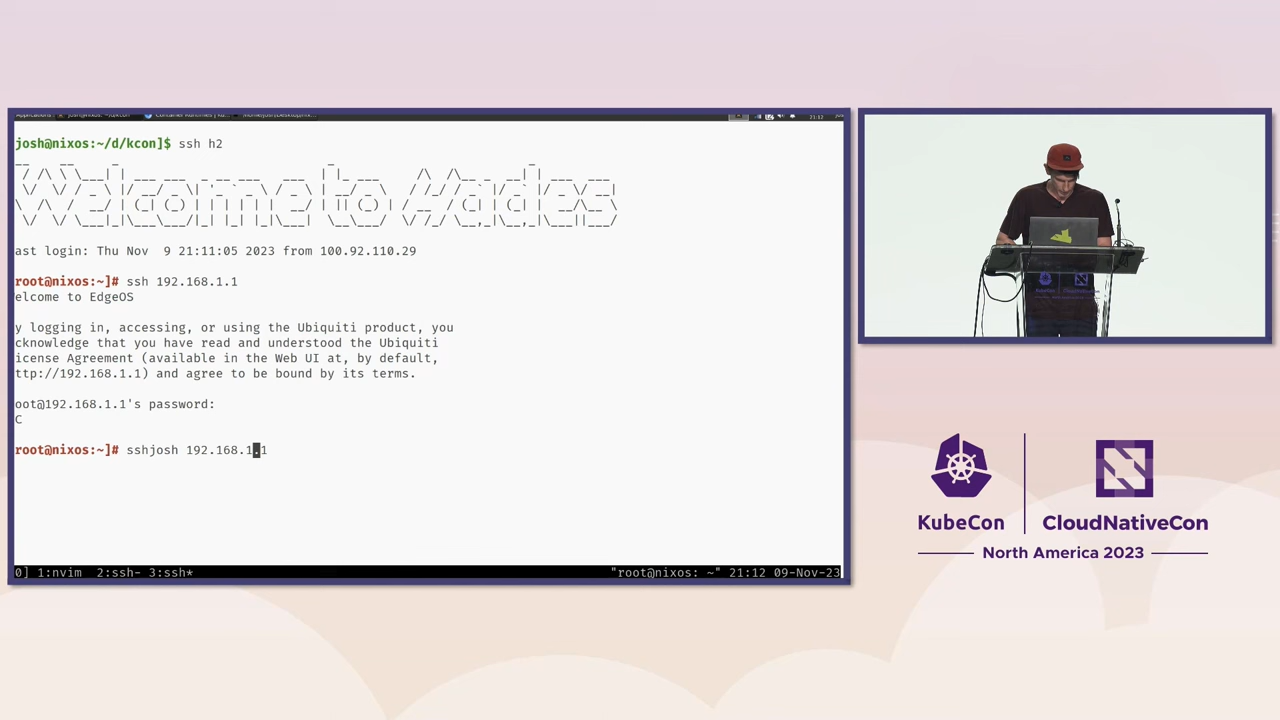 josh@nixos:~/d/kcon]$ ssh h2
Welcome to Hades
ast login: Thu Nov  9 21:11:05 2023 from 100.92.110.29
root@nixos:~]# ssh 192.168.1.1
elcome to EdgeOS
y logging in, accessing, or using the Ubiquiti product, you
cknowledge that you have read and understood the Ubiquiti
icense Agreement (available in the Web UI at, by default,
ttp://192.168.1.1) and agree to be bound by its terms.
oot@192.168.1.1's password:
C
root@nixos:~]# sshjosh 192.168.1.1
0] 1:nvim  2:ssh- 3:ssh*    "root@nixos: ~" 21:12 09-Nov-23
KubeCon
CloudNativeCon
North America 2023